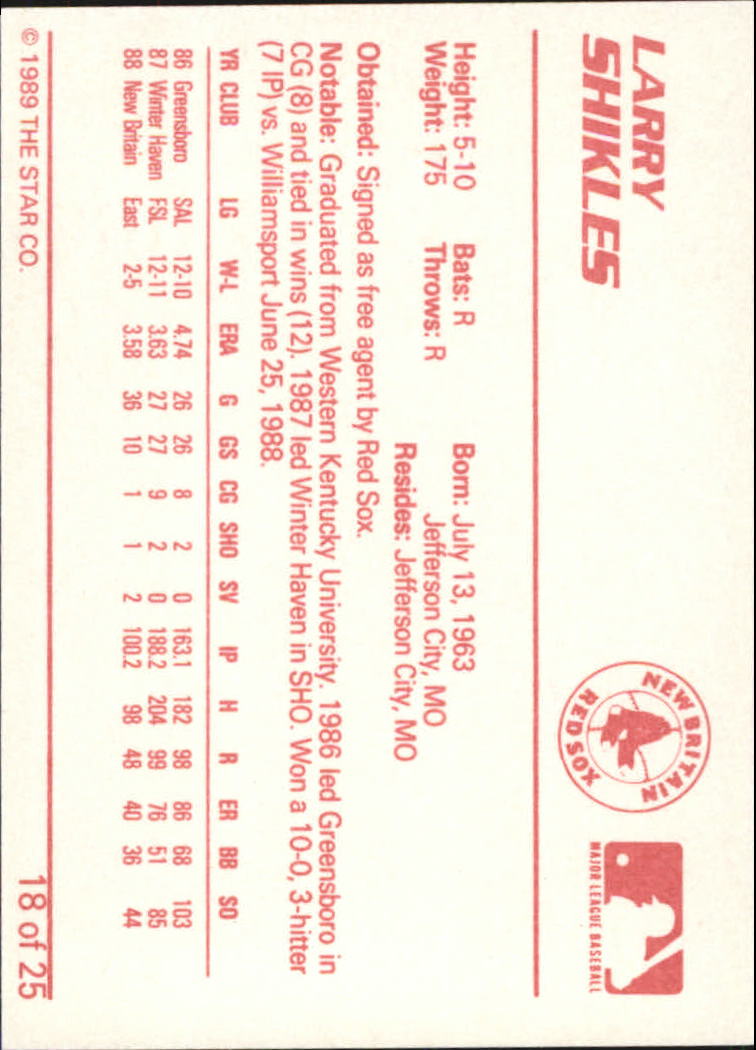 LARRY
SHIKLES
NEW BRITAIN
RED SOX
MAJOR LEAGUE BASEBALL
Height: 5-10 Bats: R Born: July 13, 1963
Weight: 175 Throws: R Jefferson City, MO
Resides: Jefferson City, MO
Obtained: Signed as free agent by Red Sox.
Notable: Graduated from Western Kentucky University. 1986 led Greensboro in
CG (8) and tied in wins (12). 1987 led Winter Haven in SHO. Won a 10-0, 3-hitter
(7 IP) vs. Williamsport June 25, 1988.
YR CLUB LG W-L ERA G GS CG SHO SV IP H R ER BB SO
86 Greensboro SAL 12-10 4.74 26 26 8 2 0 163.1 182 98 86 68 103
87 Winter Haven FSL 12-11 3.63 27 27 9 2 0 188.2 204 99 76 51 85
88 New Britain East 2-5 3.58 36 10 1 1 2 100.2 98 48 40 36 44
© 1989 THE STAR CO. 18 of 25